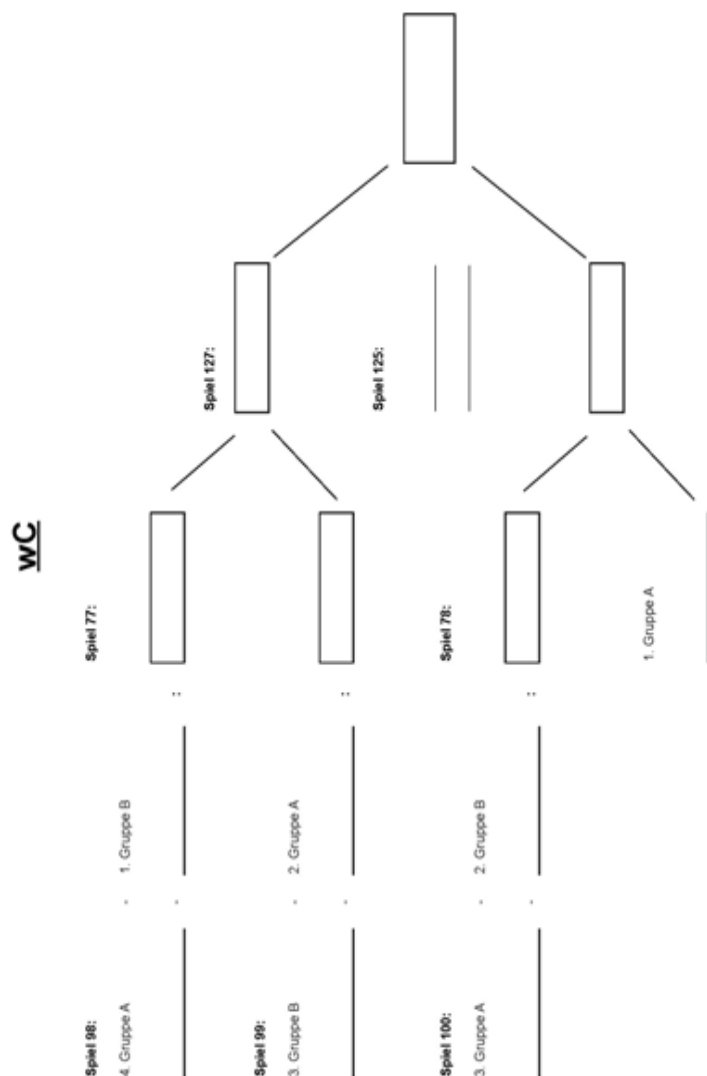 wC
Spiel 98:
4. Gruppe A - 1. Gruppe B
- :
Spiel 77:
Spiel 99:
3. Gruppe B - 2. Gruppe A
- :
Spiel 127:
Spiel 125:
Spiel 100:
3. Gruppe A - 2. Gruppe B
- :
Spiel 78:
1. Gruppe A